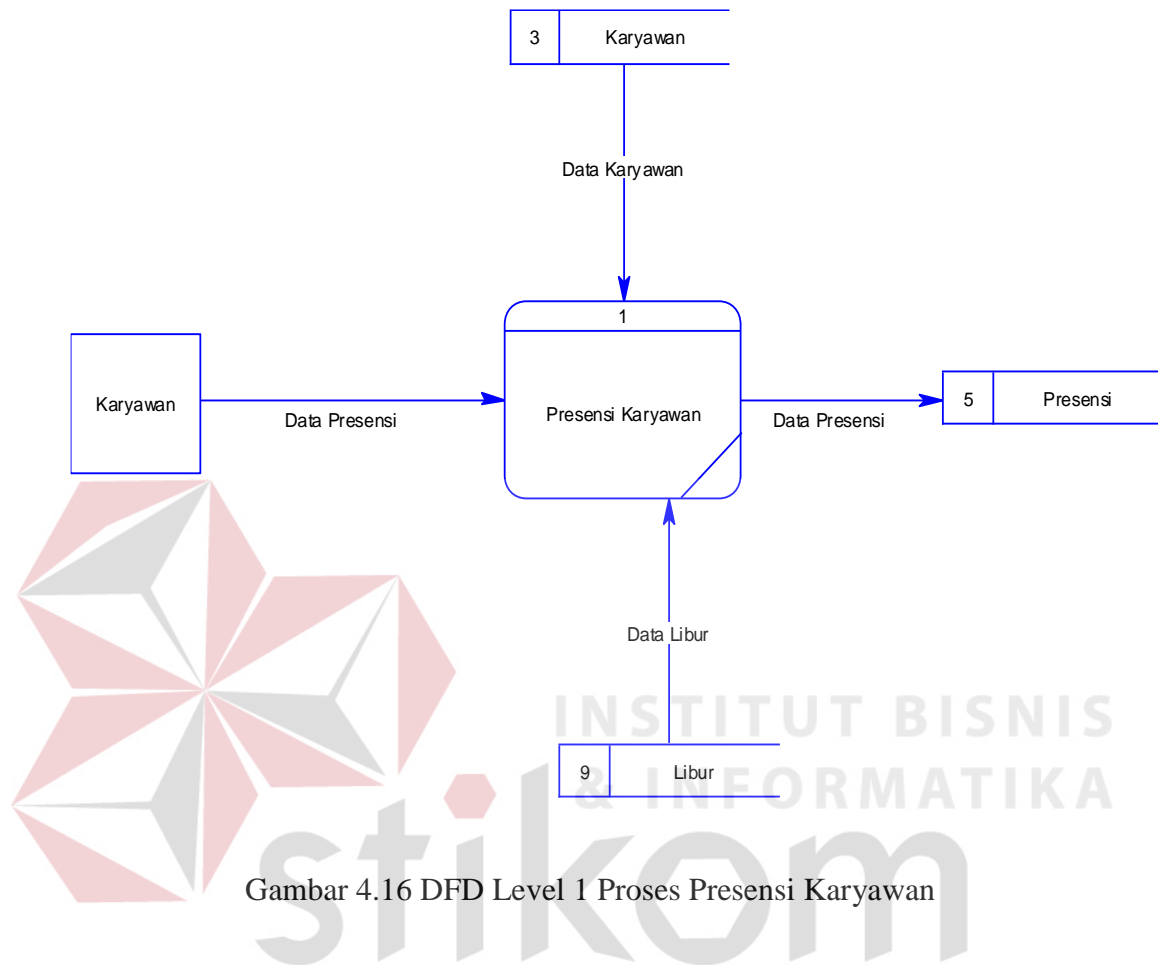 3 Karyawan
Data Karyawan
1
Karyawan
Data Presensi
Presensi Karyawan
Data Presensi
5 Presensi
Data Libur
INSTITUT BISNIS
9 Libur
& INFORMATIKA
stikom
Gambar 4.16 DFD Level 1 Proses Presensi Karyawan